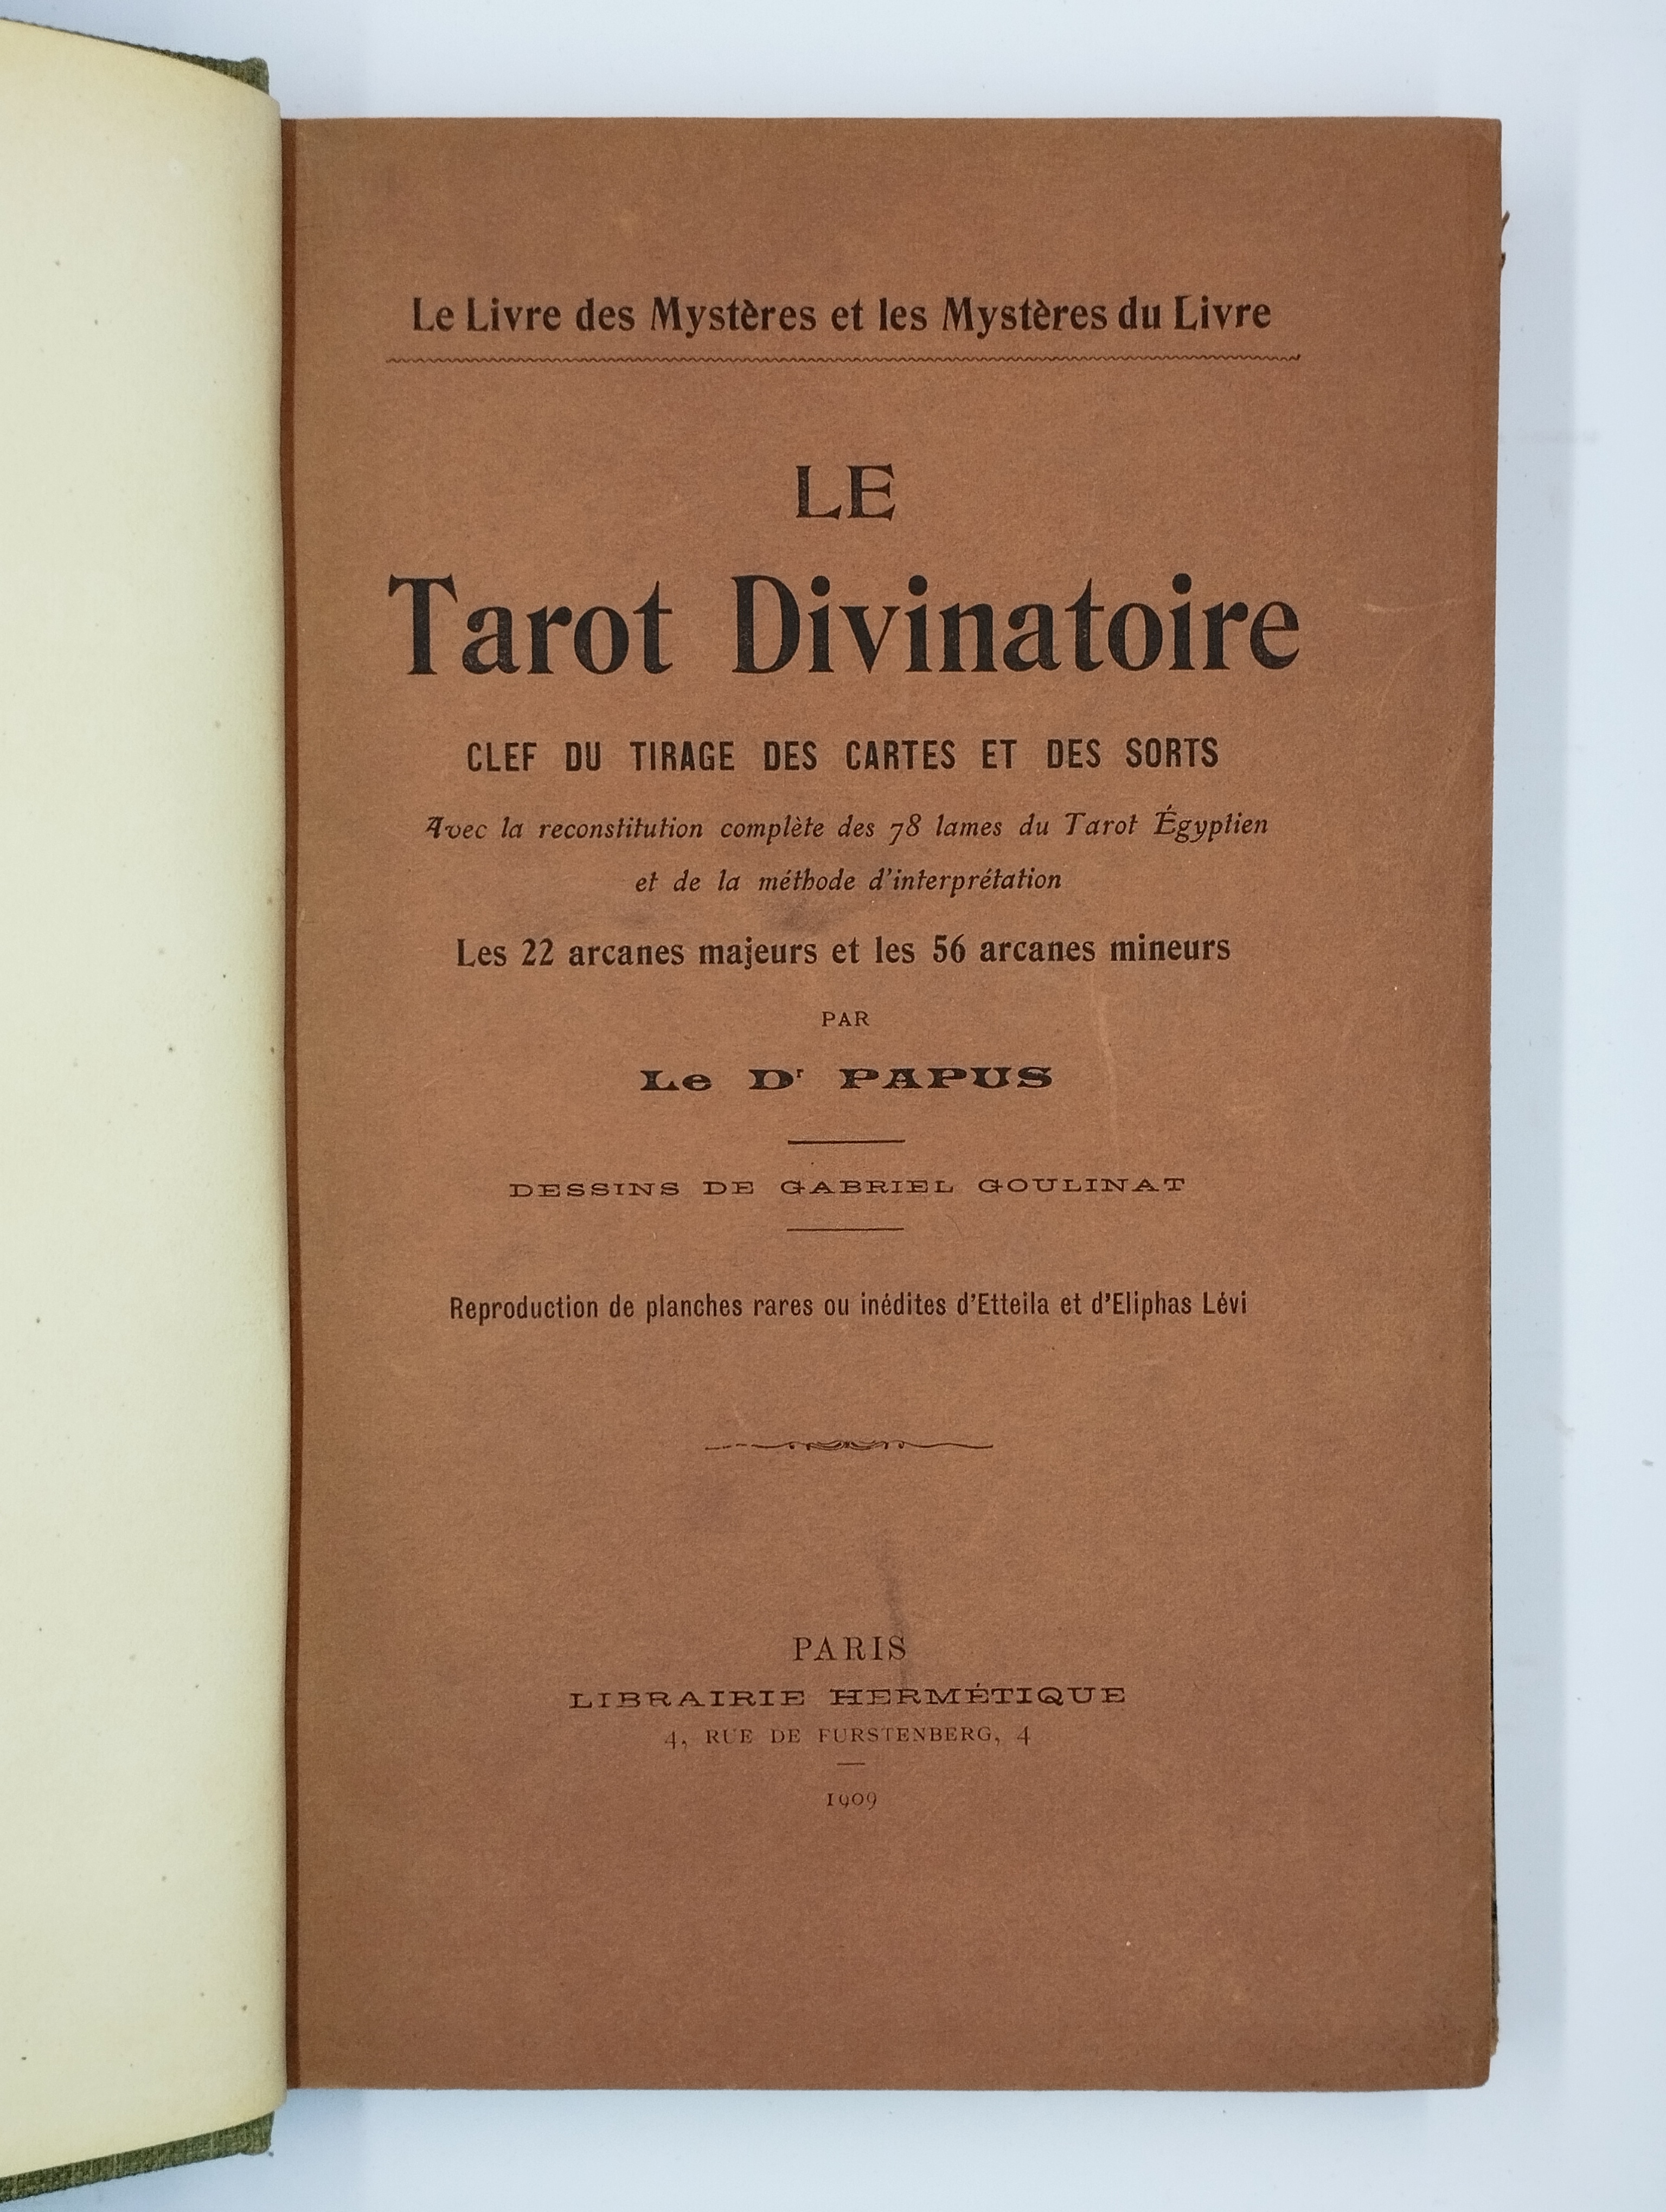 Le Livre des Mystères et les Mystères du Livre
LE
Tarot Divinatoire
CLEF DU TIRAGE DES CARTES ET DES SORTS
Avec la reconstitution complète des 78 lames du Tarot Égyptien
et de la méthode d'interprétation
Les 22 arcanes majeurs et les 56 arcanes mineurs
PAR
Le Dr PAPUS
DESSINS DE GABRIEL GOULINAT
Reproduction de planches rares ou inédites d'Etteila et d'Eliphas Lévi
PARIS
LIBRAIRIE HERMÉTIQUE
4, RUE DE FURSTENBERG, 4
1909